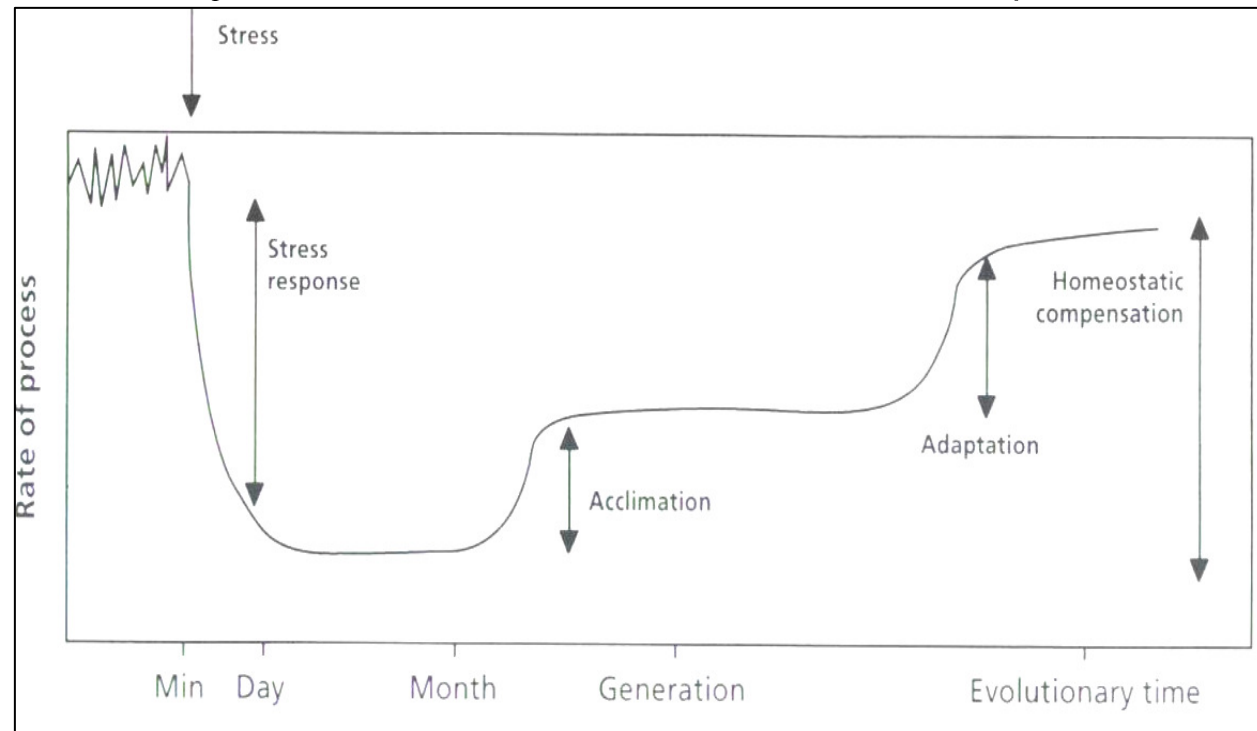 Stress
Stress
response
Rate of process
Homeostatic
compensation
Adaptation
Acclimation
Min Day Month Generation Evolutionary time